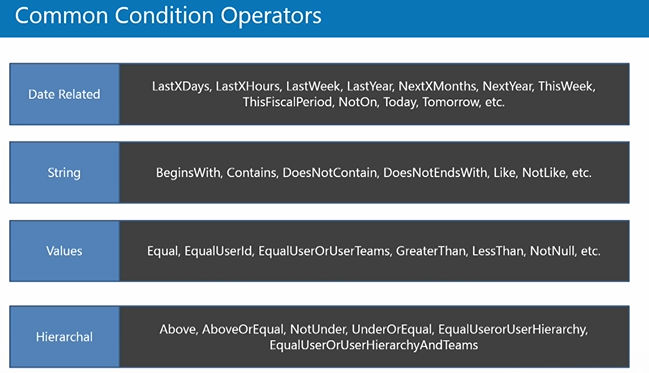 Common Condition Operators
Date Related
LastXDays, LastXHours, LastWeek, LastYear, NextXMonths, NextYear, ThisWeek,
ThisFiscalPeriod, NotOn, Today, Tomorrow, etc.
String
BeginsWith, Contains, DoesNotContain, DoesNotEndsWith, Like, NotLike, etc.
Values
Equal, EqualUserId, EqualUserOrUserTeams, GreaterThan, LessThan, NotNull, etc.
Hierarchal
Above, AboveOrEqual, NotUnder, UnderOrEqual, EqualUserorUserHierarchy,
EqualUserOrUserHierarchyAndTeams